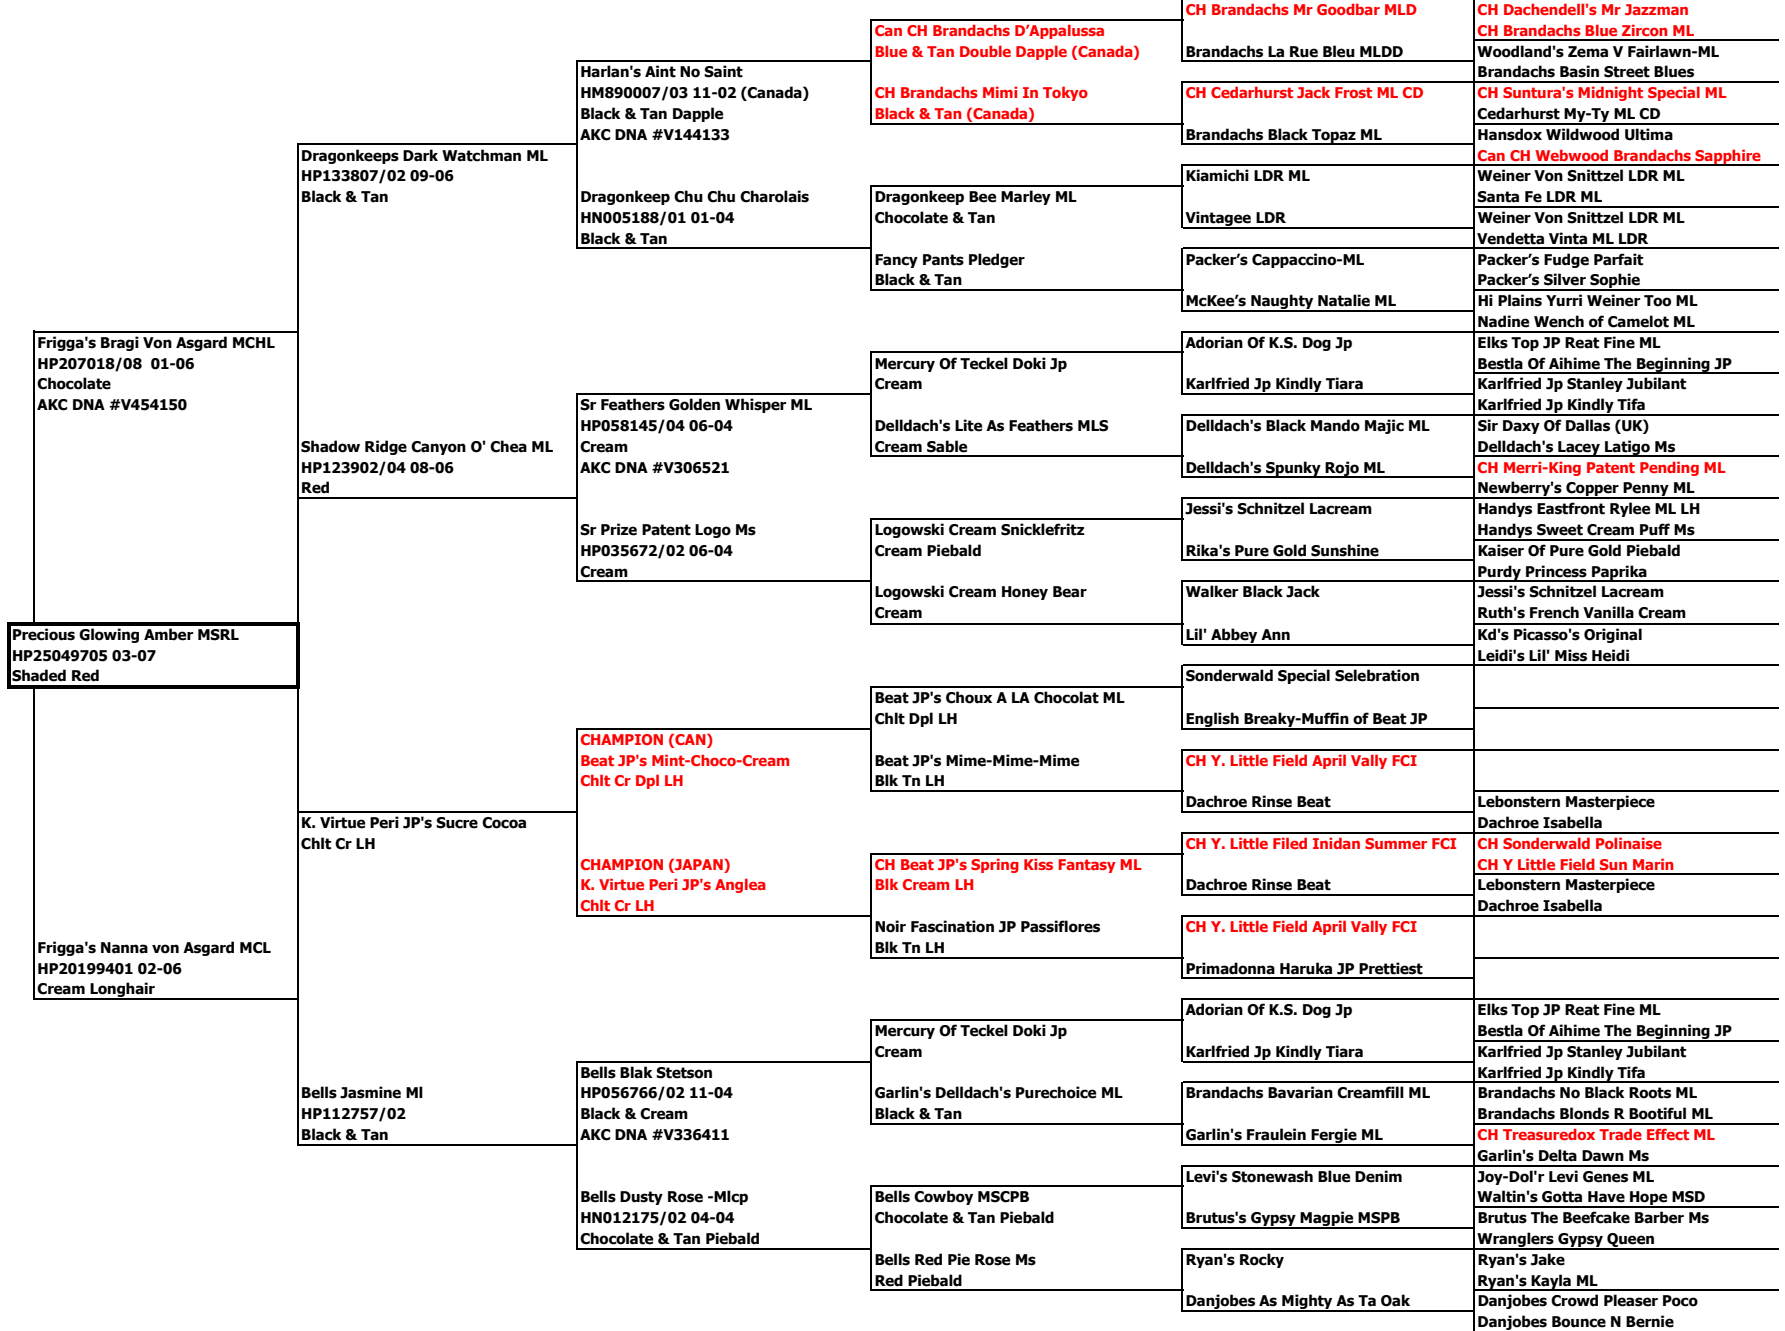 Precious Glowing Amber MSRL
HP25049705 03-07
Shaded Red
Frigga's Bragi Von Asgard MCHL
HP207018/08  01-06
Chocolate
AKC DNA #V454150
Frigga's Nanna von Asgard MCL
HP20199401 02-06
Cream Longhair
Dragonkeeps Dark Watchman ML
HP133807/02 09-06
Black & Tan
Shadow Ridge Canyon O' Chea ML
HP123902/04 08-06
Red
K. Virtue Peri JP's Sucre Cocoa
Chlt Cr LH
Bells Jasmine Ml
HP112757/02
Black & Tan
Harlan's Aint No Saint
HM890007/03 11-02 (Canada)
Black & Tan Dapple
AKC DNA #V144133
Dragonkeep Chu Chu Charolais
HN005188/01 01-04
Black & Tan
Sr Feathers Golden Whisper ML
HP058145/04 06-04
Cream
AKC DNA #V306521
Sr Prize Patent Logo Ms
HP035672/02 06-04
Cream
CHAMPION (CAN)
Beat JP's Mint-Choco-Cream
Chlt Cr Dpl LH
CHAMPION (JAPAN)
K. Virtue Peri JP's Anglea
Chlt Cr LH
Bells Blak Stetson
HP056766/02 11-04
Black & Cream
AKC DNA #V336411
Bells Dusty Rose -Mlcp
HN012175/02 04-04
Chocolate & Tan Piebald
Can CH Brandachs D’Appalussa
Blue & Tan Double Dapple (Canada)
CH Brandachs Mimi In Tokyo
Black & Tan (Canada)
Dragonkeep Bee Marley ML
Chocolate & Tan
Fancy Pants Pledger
Black & Tan
Mercury Of Teckel Doki Jp
Cream
Delldach's Lite As Feathers MLS
Cream Sable
Logowski Cream Snicklefritz
Cream Piebald
Logowski Cream Honey Bear
Cream
Beat JP's Choux A LA Chocolat ML
Chlt Dpl LH
Beat JP's Mime-Mime-Mime
Blk Tn LH
CH Beat JP's Spring Kiss Fantasy ML
Blk Cream LH
Noir Fascination JP Passiflores
Blk Tn LH
Mercury Of Teckel Doki Jp
Cream
Garlin's Delldach's Purechoice ML
Black & Tan
Bells Cowboy MSCPB
Chocolate & Tan Piebald
Bells Red Pie Rose Ms
Red Piebald
CH Brandachs Mr Goodbar MLD
Brandachs La Rue Bleu MLDD
CH Cedarhurst Jack Frost ML CD
Brandachs Black Topaz ML
Kiamichi LDR ML
Vintagee LDR
Packer’s Cappaccino-ML
McKee’s Naughty Natalie ML
Adorian Of K.S. Dog Jp
Karlfried Jp Kindly Tiara
Delldach's Black Mando Majic ML
Delldach's Spunky Rojo ML
Jessi's Schnitzel Lacream
Rika's Pure Gold Sunshine
Walker Black Jack
Lil' Abbey Ann
Sonderwald Special Selebration
English Breaky-Muffin of Beat JP
CH Y. Little Field April Vally FCI
Dachroe Rinse Beat
CH Y. Little Filed Inidan Summer FCI
Dachroe Rinse Beat
CH Y. Little Field April Vally FCI
Primadonna Haruka JP Prettiest
Adorian Of K.S. Dog Jp
Karlfried Jp Kindly Tiara
Brandachs Bavarian Creamfill ML
Garlin's Fraulein Fergie ML
Levi's Stonewash Blue Denim
Brutus's Gypsy Magpie MSPB
Ryan's Rocky
Danjobes As Mighty As Ta Oak
CH Dachendell's Mr Jazzman
CH Brandachs Blue Zircon ML
Woodland's Zema V Fairlawn-ML
Brandachs Basin Street Blues
CH Suntura's Midnight Special ML
Cedarhurst My-Ty ML CD
Hansdox Wildwood Ultima
Can CH Webwood Brandachs Sapphire
Weiner Von Snittzel LDR ML
Santa Fe LDR ML
Weiner Von Snittzel LDR ML
Vendetta Vinta ML LDR
Packer’s Fudge Parfait
Packer’s Silver Sophie
Hi Plains Yurri Weiner Too ML
Nadine Wench of Camelot ML
Elks Top JP Reat Fine ML
Bestla Of Aihime The Beginning JP
Karlfried Jp Stanley Jubilant
Karlfried Jp Kindly Tifa
Sir Daxy Of Dallas (UK)
Delldach's Lacey Latigo Ms
CH Merri-King Patent Pending ML
Newberry's Copper Penny ML
Handys Eastfront Rylee ML LH
Handys Sweet Cream Puff Ms
Kaiser Of Pure Gold Piebald
Purdy Princess Paprika
Jessi's Schnitzel Lacream
Ruth's French Vanilla Cream
Kd's Picasso's Original
Leidi's Lil' Miss Heidi
Lebonstern Masterpiece
Dachroe Isabella
CH Sonderwald Polinaise
CH Y Little Field Sun Marin
Lebonstern Masterpiece
Dachroe Isabella
Elks Top JP Reat Fine ML
Bestla Of Aihime The Beginning JP
Karlfried Jp Stanley Jubilant
Karlfried Jp Kindly Tifa
Brandachs No Black Roots ML
Brandachs Blonds R Bootiful ML
CH Treasuredox Trade Effect ML
Garlin's Delta Dawn Ms
Joy-Dol'r Levi Genes ML
Waltin's Gotta Have Hope MSD
Brutus The Beefcake Barber Ms
Wranglers Gypsy Queen
Ryan's Jake
Ryan's Kayla ML
Danjobes Crowd Pleaser Poco
Danjobes Bounce N Bernie